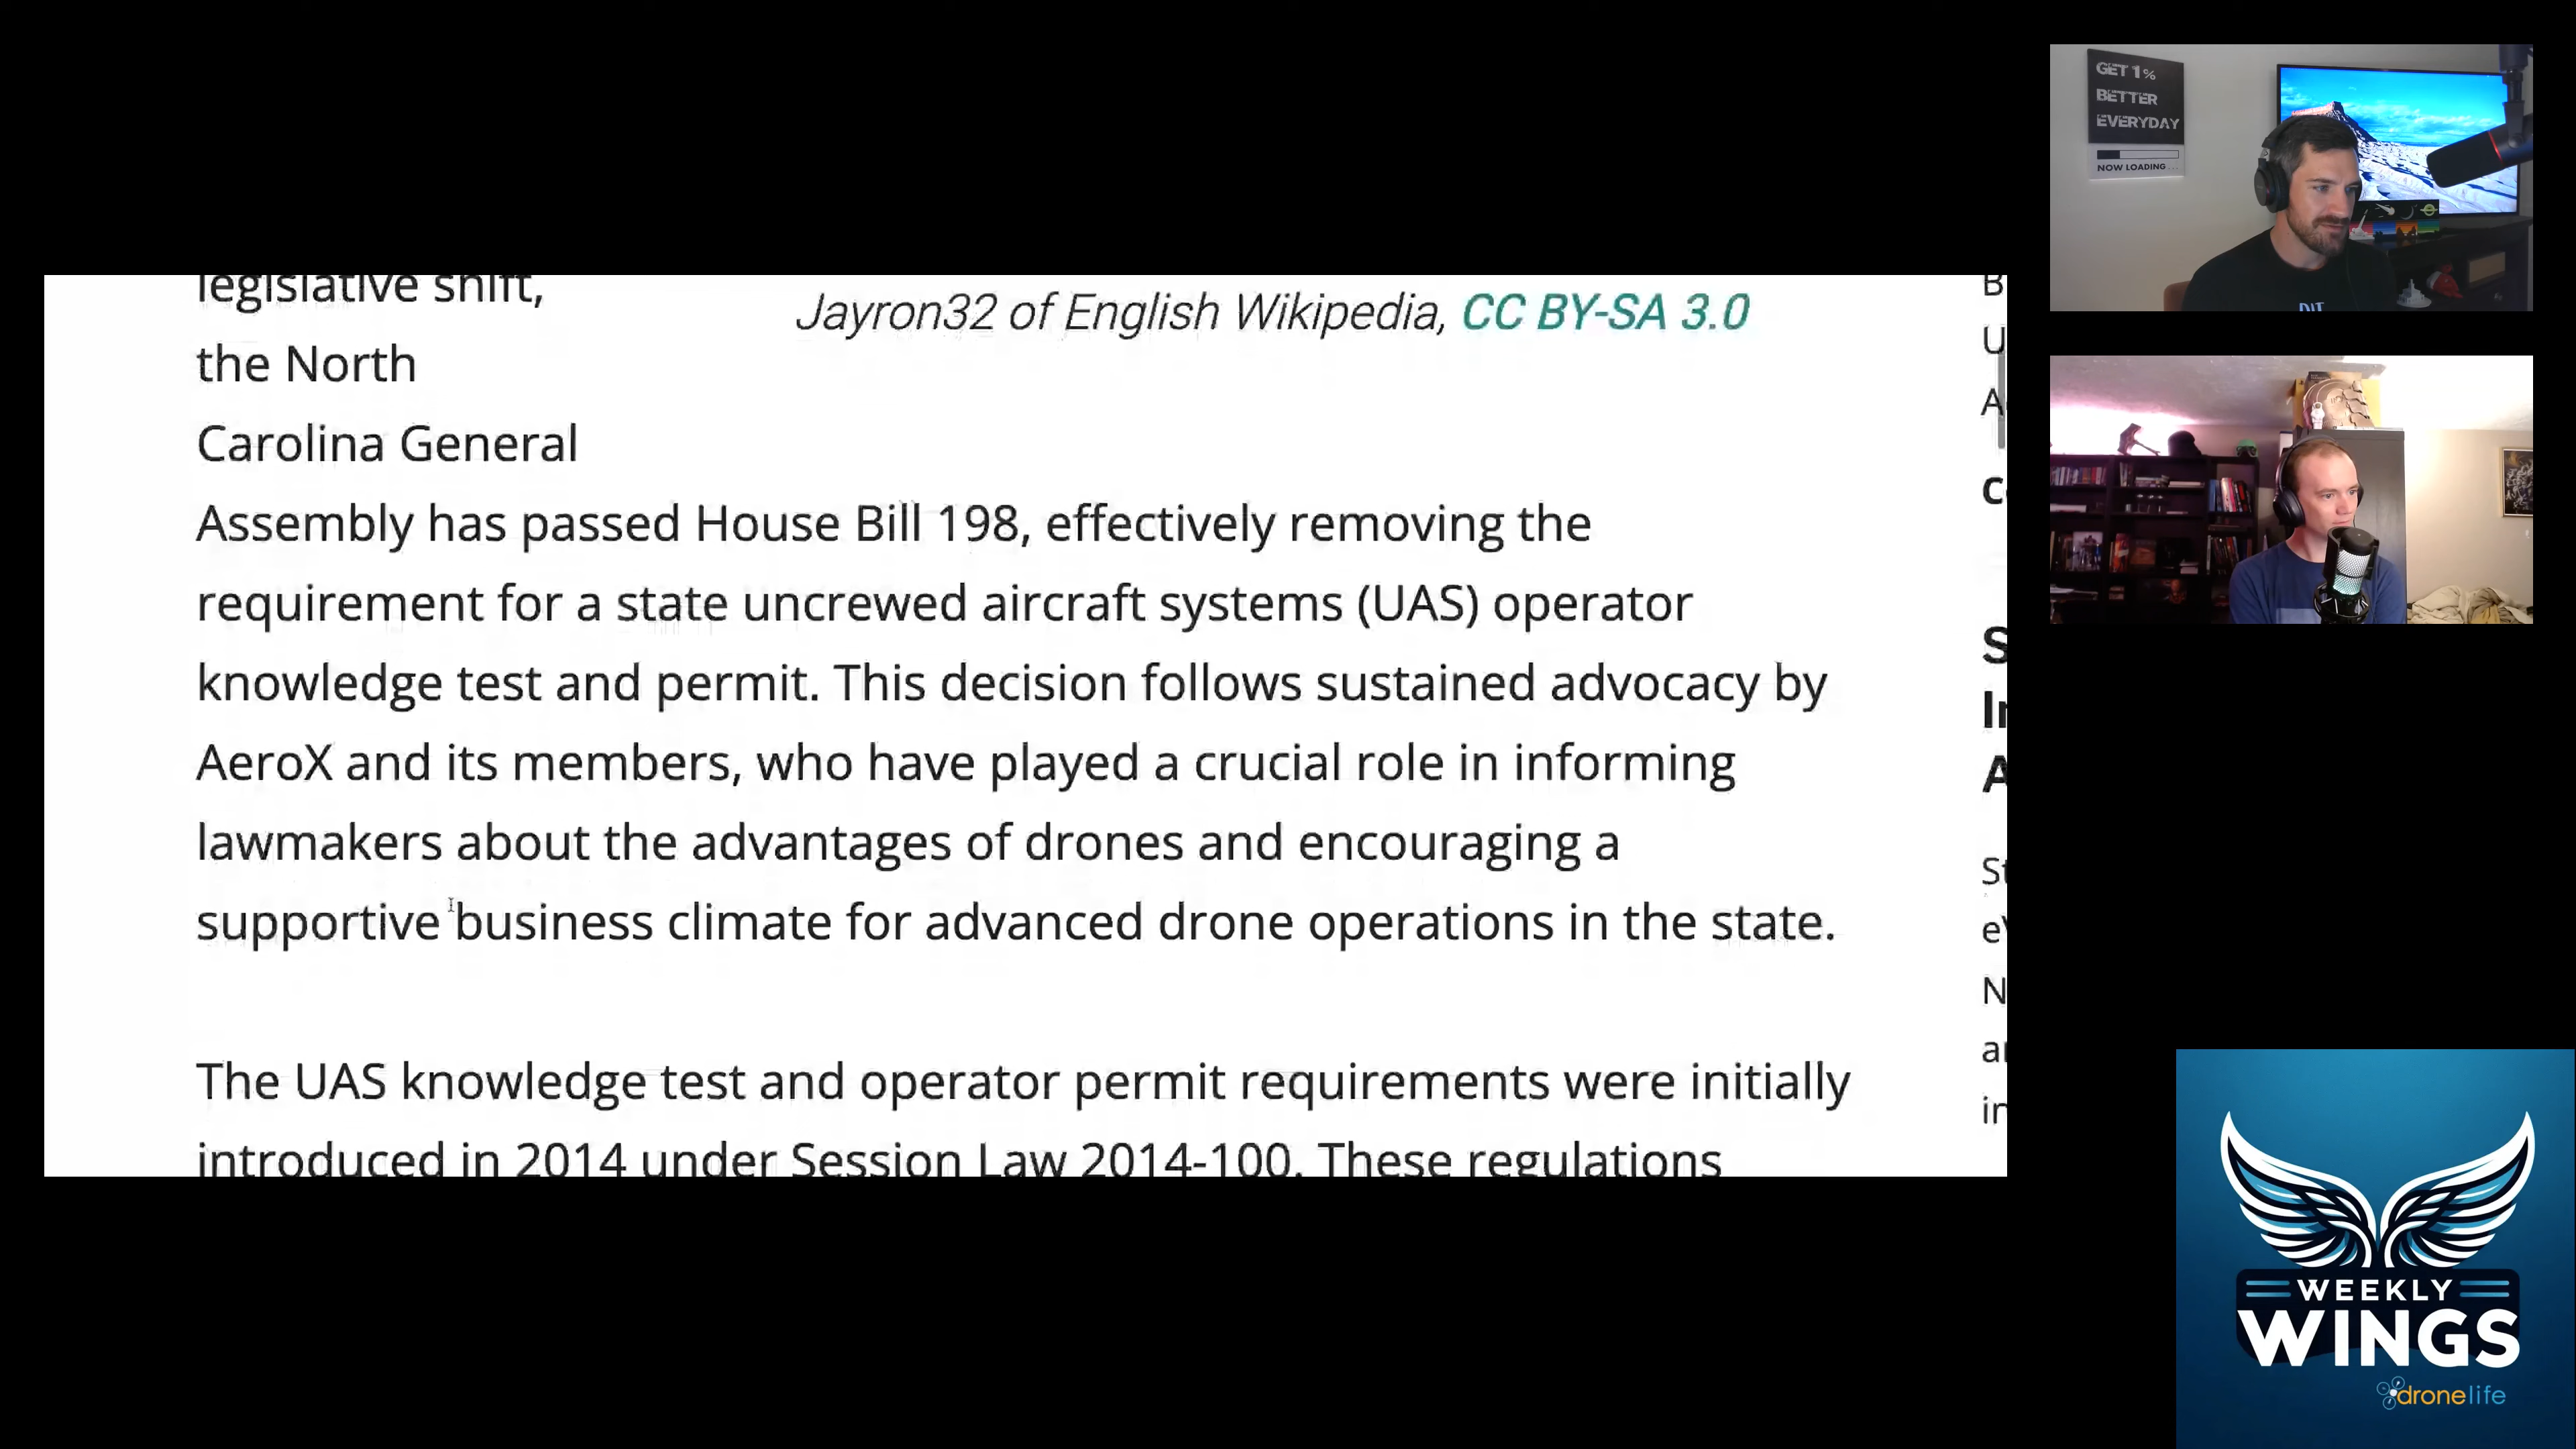 legislative shift,
Jayron32 of English Wikipedia, CC BY-SA 3.0
the North
Carolina General
Assembly has passed House Bill 198, effectively removing the
requirement for a state uncrewed aircraft systems (UAS) operator
knowledge test and permit. This decision follows sustained advocacy by
AeroX and its members, who have played a crucial role in informing
lawmakers about the advantages of drones and encouraging a
supportive business climate for advanced drone operations in the state.
The UAS knowledge test and operator permit requirements were initially
introduced in 2014 under Session Law 2014-100. These regulations
GET 1%
BETTER
EVERYDAY
NOW LOADING...
WEEKLY
WINGS
dronelife